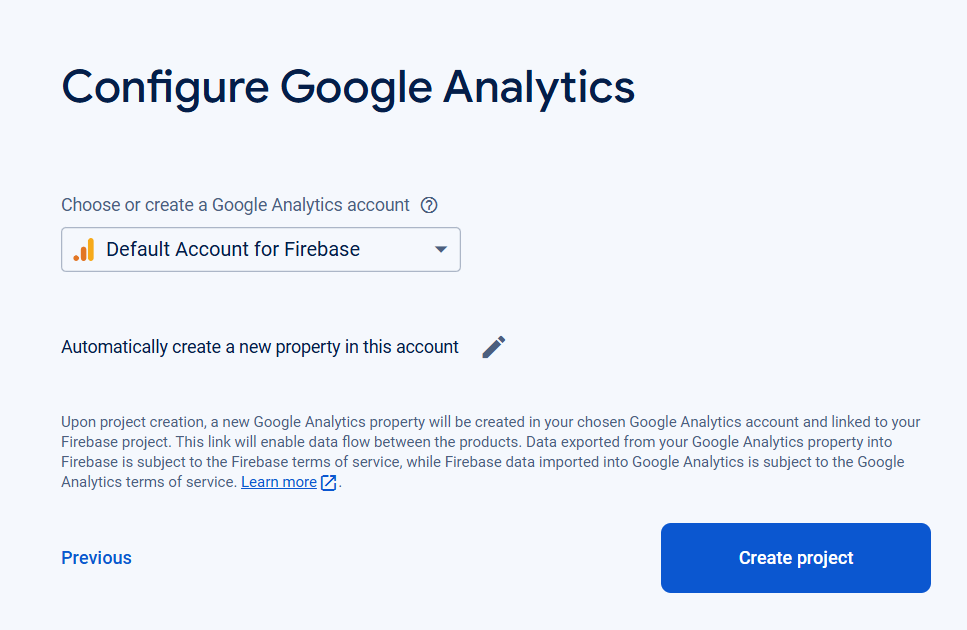 Configure Google Analytics
Choose or create a Google Analytics account
Default Account for Firebase
Automatically create a new property in this account
Upon project creation, a new Google Analytics property will be created in your chosen Google Analytics account and linked to your
Firebase project. This link will enable data flow between the products. Data exported from your Google Analytics property into
Firebase is subject to the Firebase terms of service, while Firebase data imported into Google Analytics is subject to the Google
Analytics terms of service. Learn more.
Previous
Create project